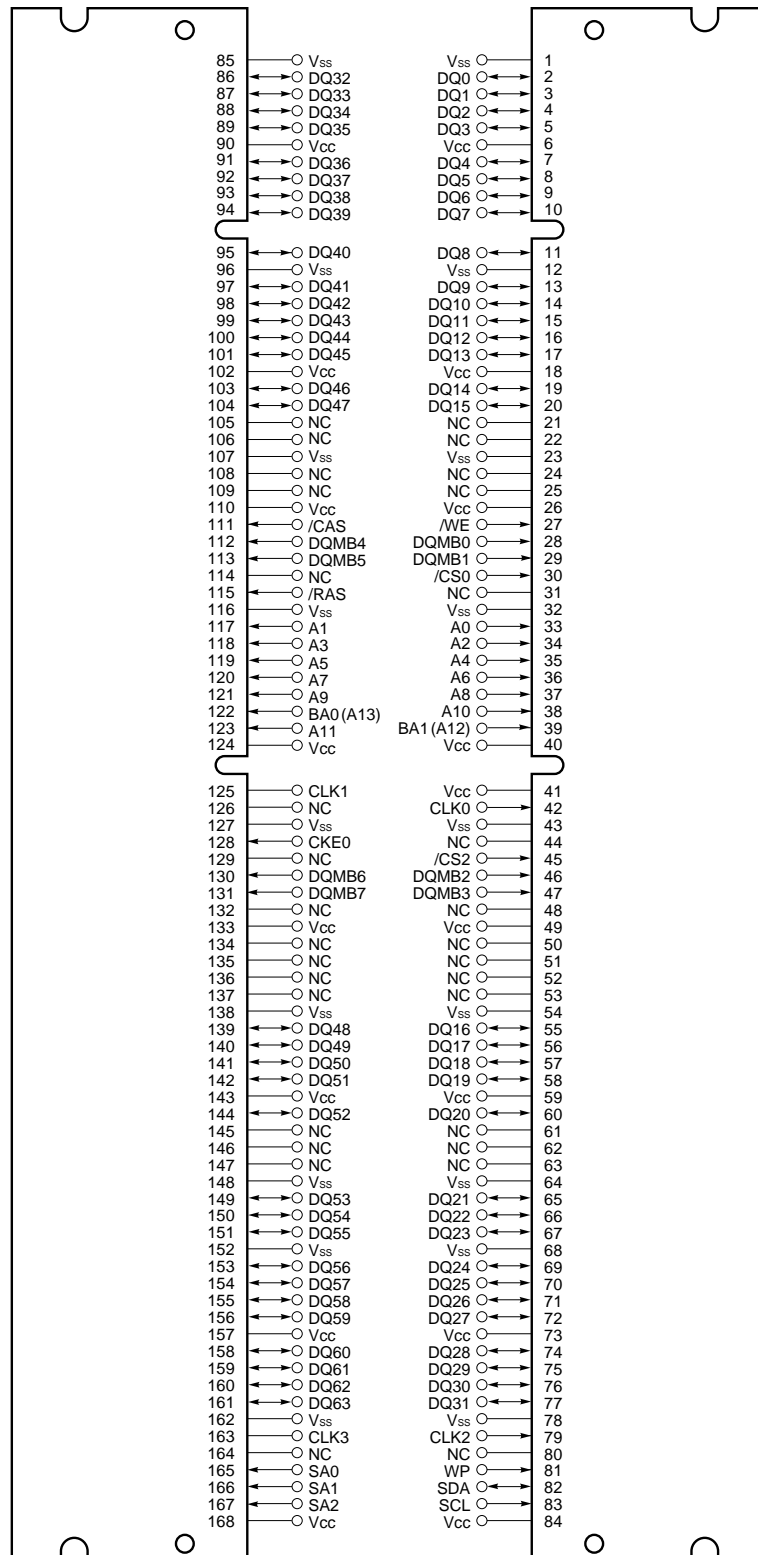 85 Vss Vss 1
86 DQ32 DQ0 2
87 DQ33 DQ1 3
88 DQ34 DQ2 4
89 DQ35 DQ3 5
90 Vcc Vcc 6
91 DQ36 DQ4 7
92 DQ37 DQ5 8
93 DQ38 DQ6 9
94 DQ39 DQ7 10
95 DQ40 DQ8 11
96 Vss Vss 12
97 DQ41 DQ9 13
98 DQ42 DQ10 14
99 DQ43 DQ11 15
100 DQ44 DQ12 16
101 DQ45 DQ13 17
102 Vcc Vcc 18
103 DQ46 DQ14 19
104 DQ47 DQ15 20
105 NC NC 21
106 NC NC 22
107 Vss Vss 23
108 NC NC 24
109 NC NC 25
110 Vcc Vcc 26
111 /CAS /WE 27
112 DQMB4 DQMB0 28
113 DQMB5 DQMB1 29
114 NC /CS0 30
115 /RAS NC 31
116 Vss Vss 32
117 A1 A0 33
118 A3 A2 34
119 A5 A4 35
120 A7 A6 36
121 A9 A8 37
122 BA0 (A13) A10 38
123 A11 BA1 (A12) 39
124 Vcc Vcc 40
125 CLK1 Vcc 41
126 NC CLK0 42
127 Vss Vss 43
128 CKE0 NC 44
129 NC /CS2 45
130 DQMB6 DQMB2 46
131 DQMB7 DQMB3 47
132 NC NC 48
133 Vcc Vcc 49
134 NC NC 50
135 NC NC 51
136 NC NC 52
137 NC NC 53
138 Vss Vss 54
139 DQ48 DQ16 55
140 DQ49 DQ17 56
141 DQ50 DQ18 57
142 DQ51 DQ19 58
143 Vcc Vcc 59
144 DQ52 DQ20 60
145 NC NC 61
146 NC NC 62
147 NC NC 63
148 Vss Vss 64
149 DQ53 DQ21 65
150 DQ54 DQ22 66
151 DQ55 DQ23 67
152 Vss Vss 68
153 DQ56 DQ24 69
154 DQ57 DQ25 70
155 DQ58 DQ26 71
156 DQ59 DQ27 72
157 Vcc Vcc 73
158 DQ60 DQ28 74
159 DQ61 DQ29 75
160 DQ62 DQ30 76
161 DQ63 DQ31 77
162 Vss Vss 78
163 CLK3 CLK2 79
164 NC NC 80
165 SA0 WP 81
166 SA1 SDA 82
167 SA2 SCL 83
168 Vcc Vcc 84